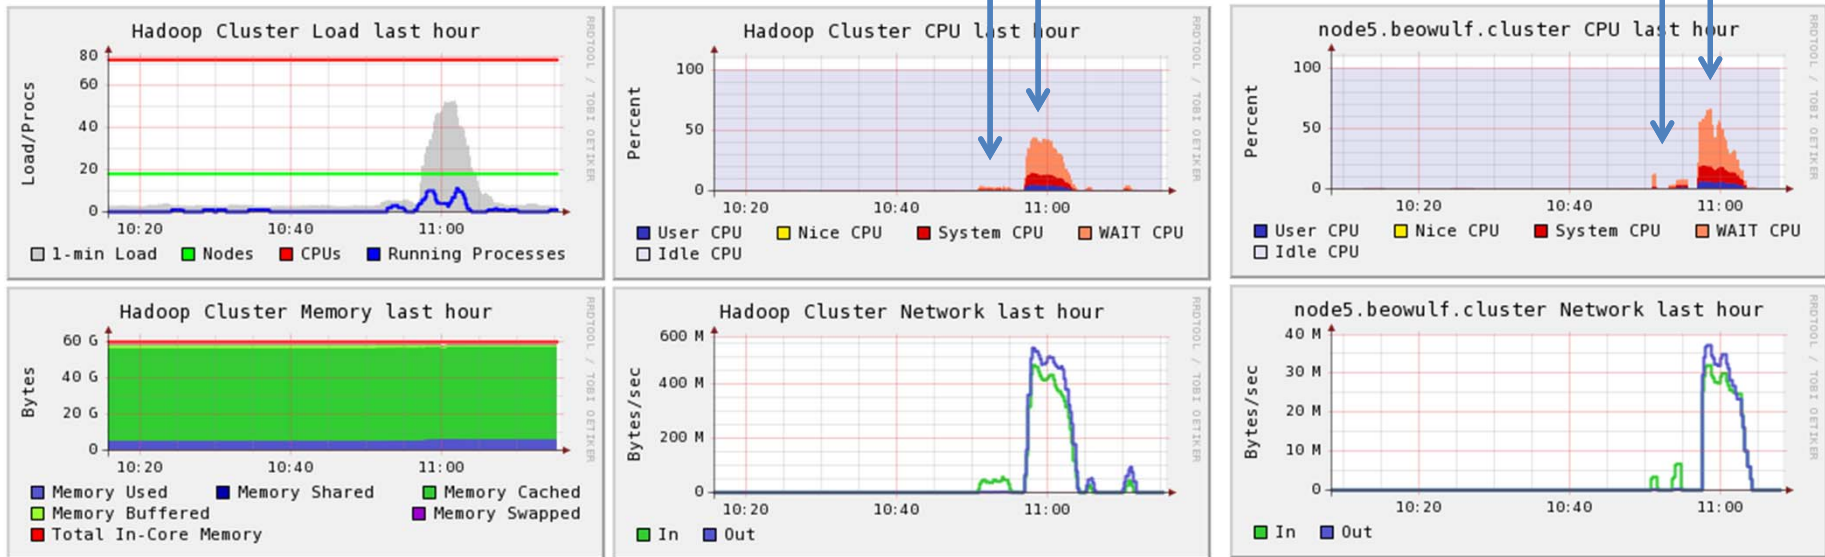 Hadoop Cluster Load last hour
RRDTOOL / TOBI OETIKER
Load/Procs
80
60
40
20
0
10:20 10:40 11:00
1-min Load Nodes CPUs Running Processes
Hadoop Cluster CPU last hour
RRDTOOL / TOBI OETIKER
Percent
100
50
0
10:20 10:40 11:00
User CPU Nice CPU System CPU WAIT CPU
Idle CPU
node5.beowulf.cluster CPU last hour
RRDTOOL / TOBI OETIKER
Percent
100
50
0
10:20 10:40 11:00
User CPU Nice CPU System CPU WAIT CPU
Idle CPU
Hadoop Cluster Memory last hour
RRDTOOL / TOBI OETIKER
Bytes
60 G
40 G
20 G
0
10:20 10:40 11:00
Memory Used Memory Shared Memory Cached
Memory Buffered Memory Swapped
Total In-Core Memory
Hadoop Cluster Network last hour
RRDTOOL / TOBI OETIKER
Bytes/sec
600 M
400 M
200 M
0
10:20 10:40 11:00
In Out
node5.beowulf.cluster Network last hour
RRDTOOL / TOBI OETIKER
Bytes/sec
40 M
30 M
20 M
10 M
0
10:20 10:40 11:00
In Out